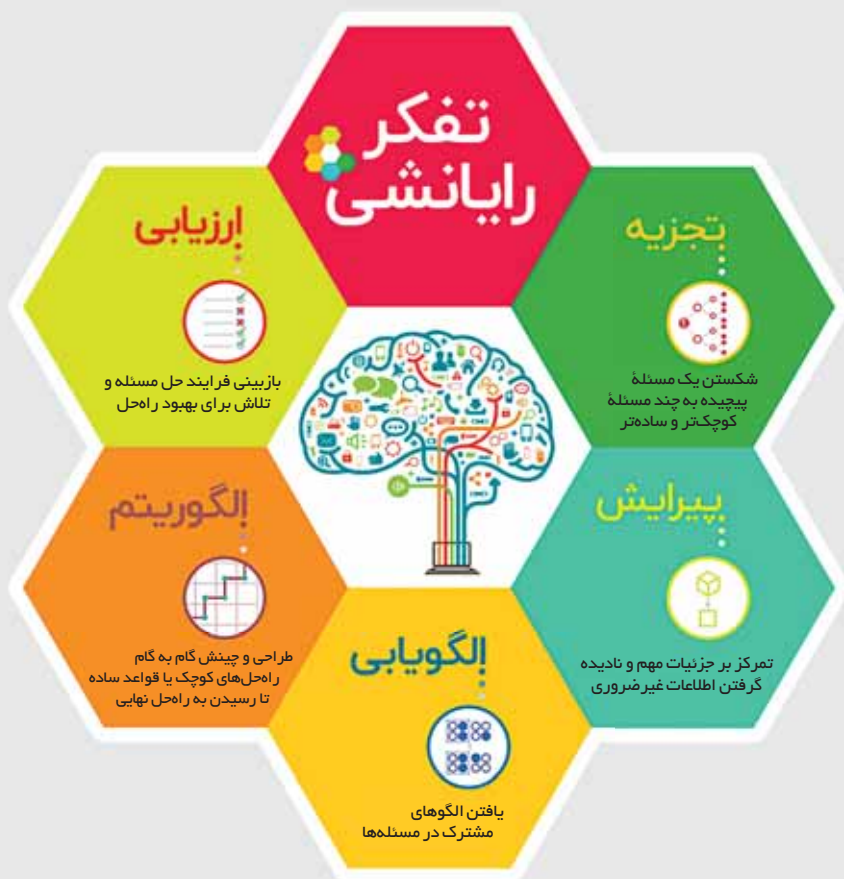 تفکر
رایانشی
تجزیه
شکستن یک مسئلهٔ
پیچیده به چند مسئلهٔ
کوچک‌تر و ساده‌تر
پیرایش
تمرکز بر جزئیات مهم و نادیده
گرفتن اطلاعات غیرضروری
الگویابی
یافتن الگوهای
مشترک در مسئله‌ها
الگوریتم
طراحی و چینش گام به گام
راه‌حل‌های کوچک یا قواعد ساده
تا رسیدن به راه‌حل نهایی
ارزیابی
بازبینی فرایند حل مسئله و
تلاش برای بهبود راه‌حل